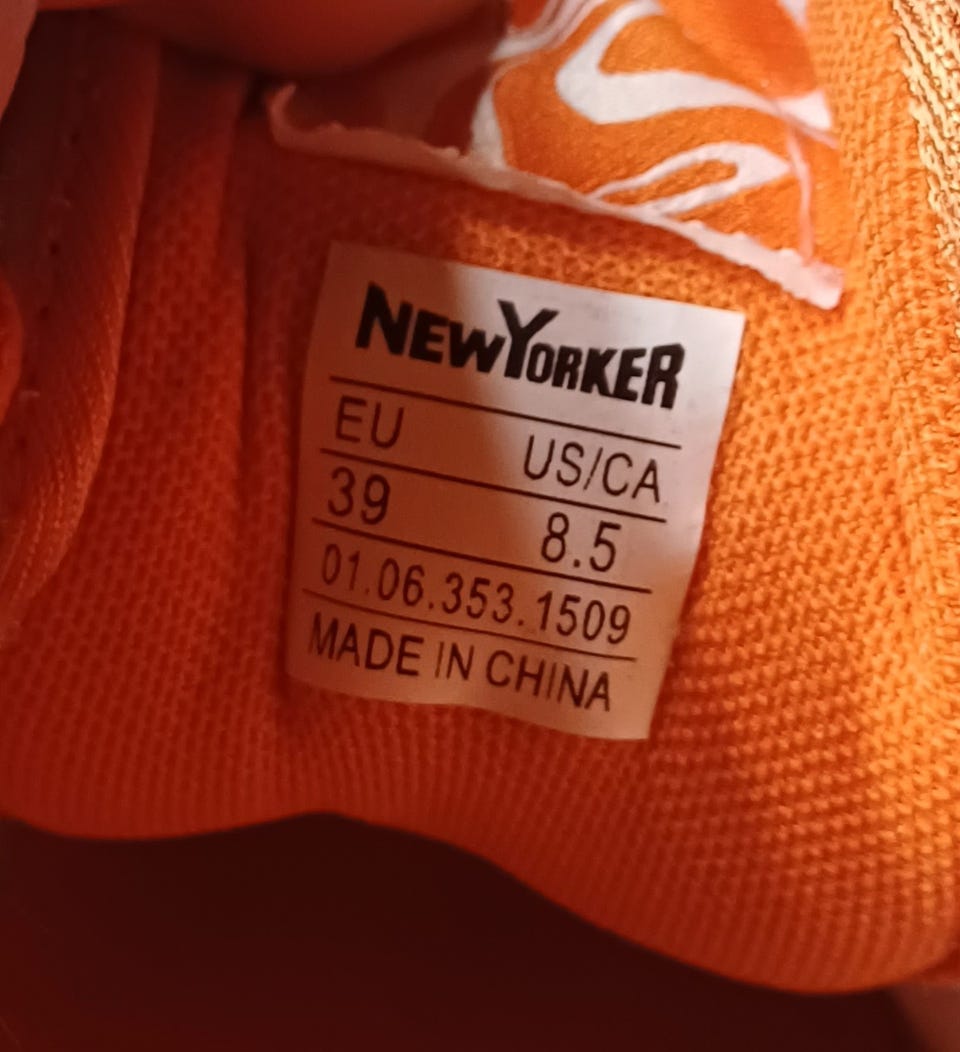 NEWYORKER
EU US/CA
39 8.5
01.06.353.1509
MADE IN CHINA